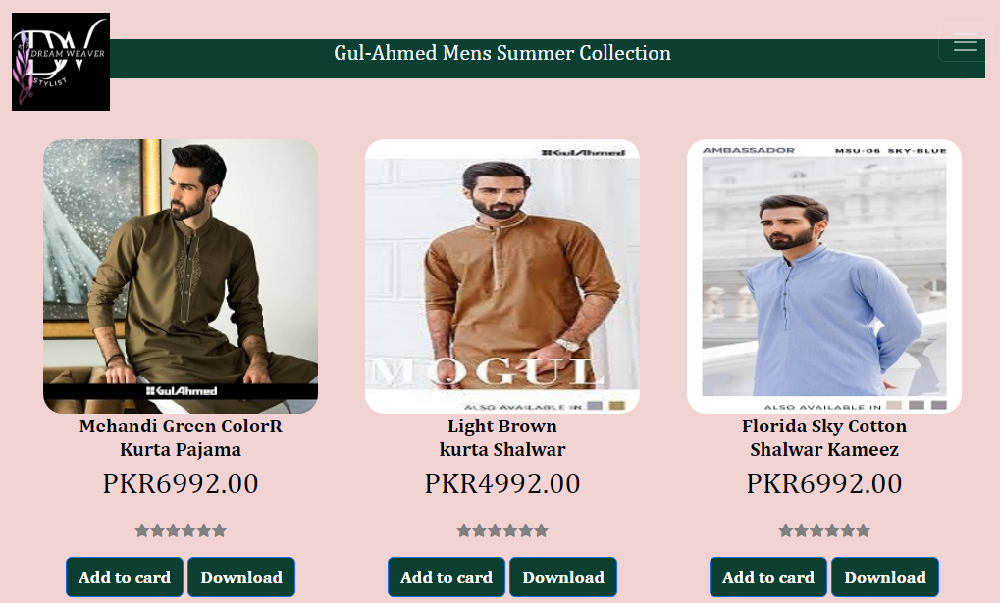 DW
DREAM WEAVER
STYLIST
Gul-Ahmed Mens Summer Collection
GulAhmed
GulAhmed
MOGUL
ALSO AVAILABLE IN
AMBASSADOR MSU-06 SKY-BLUE
ALSO AVAILABLE IN
Mehandi Green ColorR
Kurta Pajama
PKR6992.00
Add to card Download
Light Brown
kurta Shalwar
PKR4992.00
Add to card Download
Florida Sky Cotton
Shalwar Kameez
PKR6992.00
Add to card Download